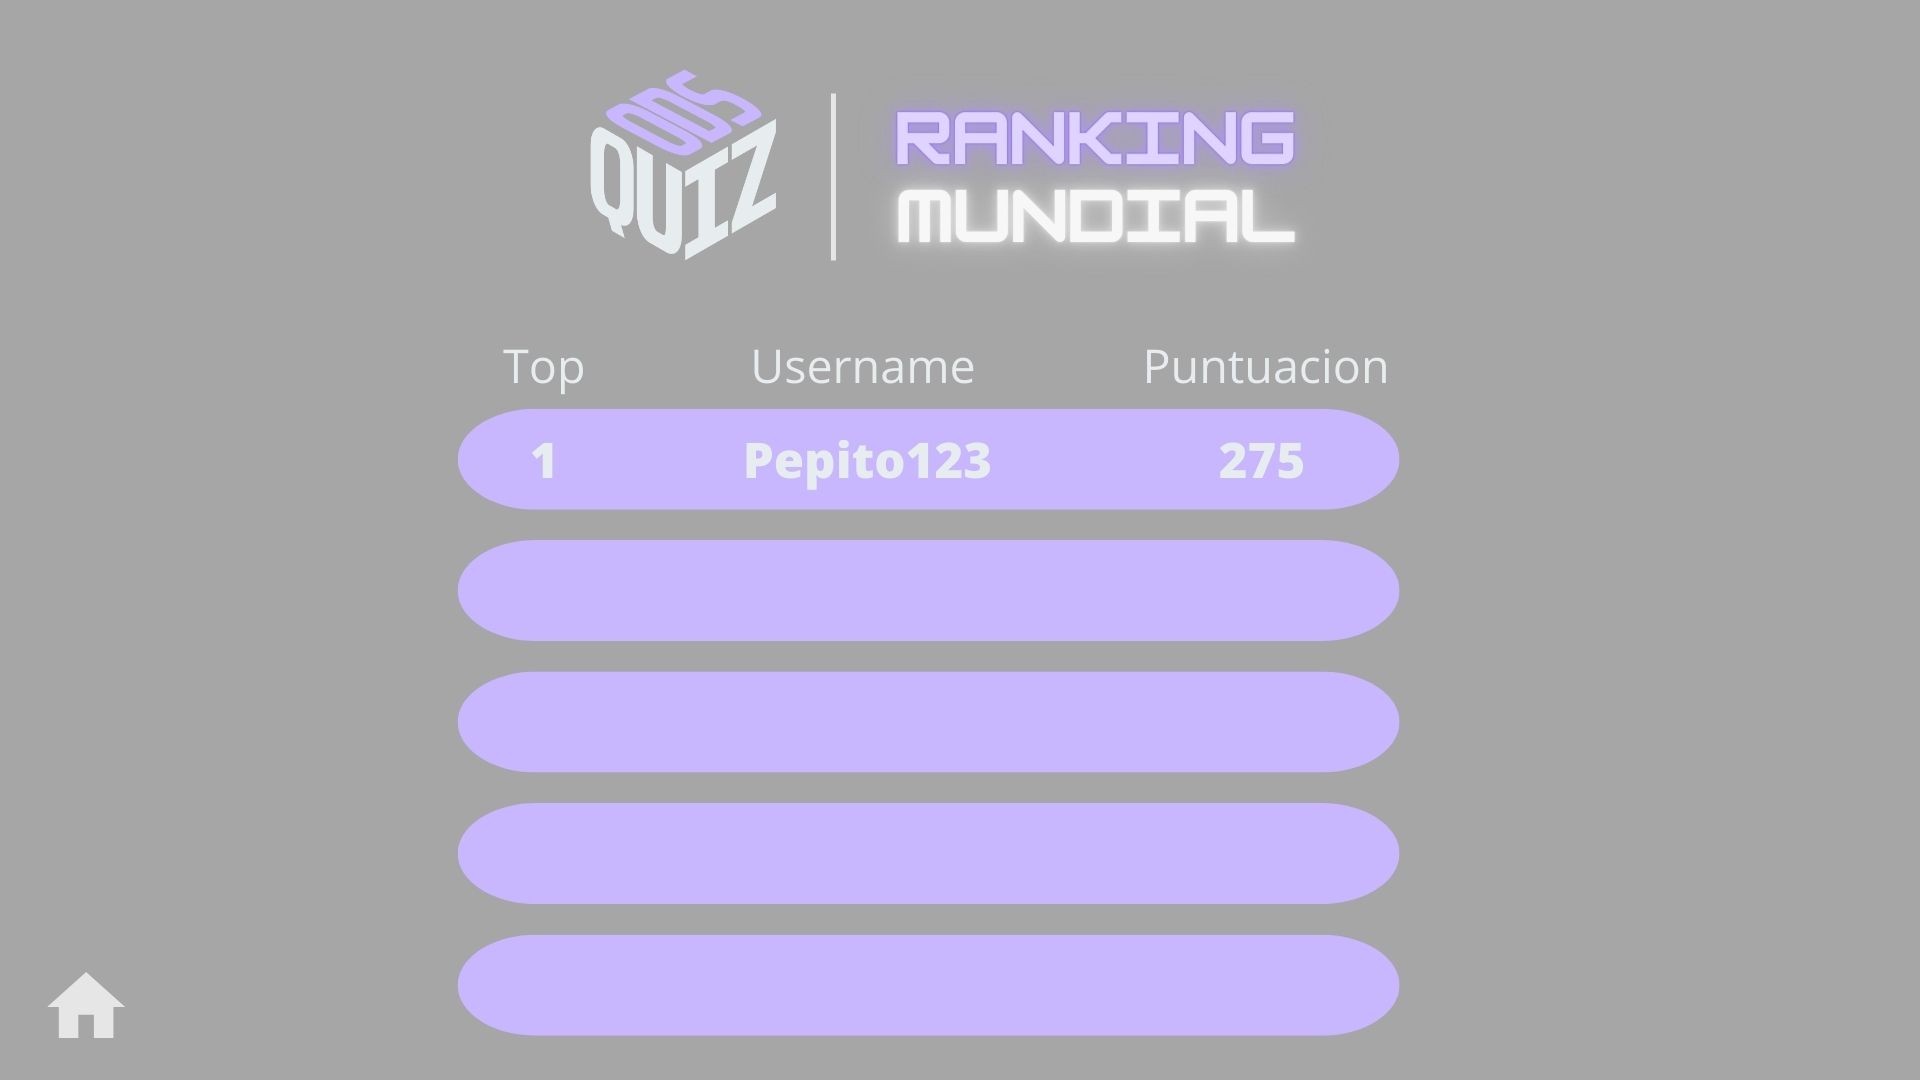 ODS
QUIZ
RANKING
MUNDIAL
Top Username Puntuacion
1 Pepito123 275